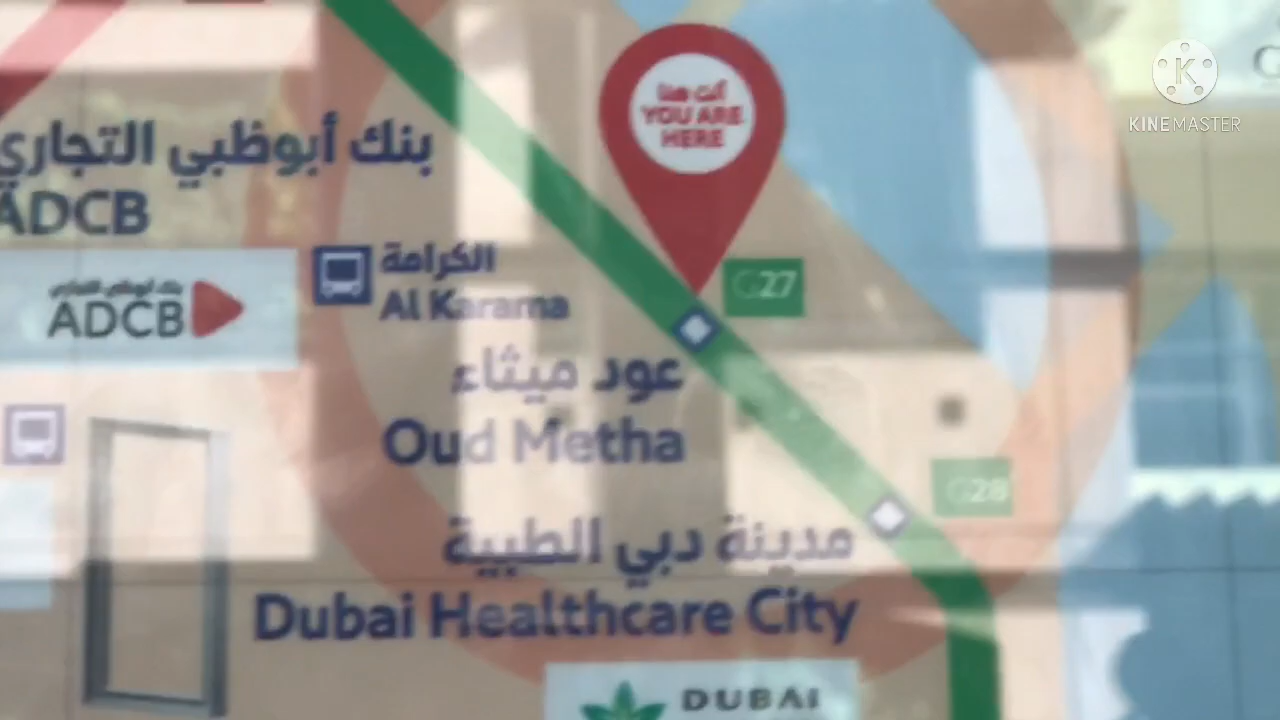 أنت هنا
YOU ARE
HERE
KINEMASTER
بنك أبوظبي التجاري
ADCB
الكرامة
Al Karama
بنك أبوظبي التجاري
ADCB
G27
عود ميثاء
Oud Metha
G28
مدينة دبي الطبية
Dubai Healthcare City
DUBAI